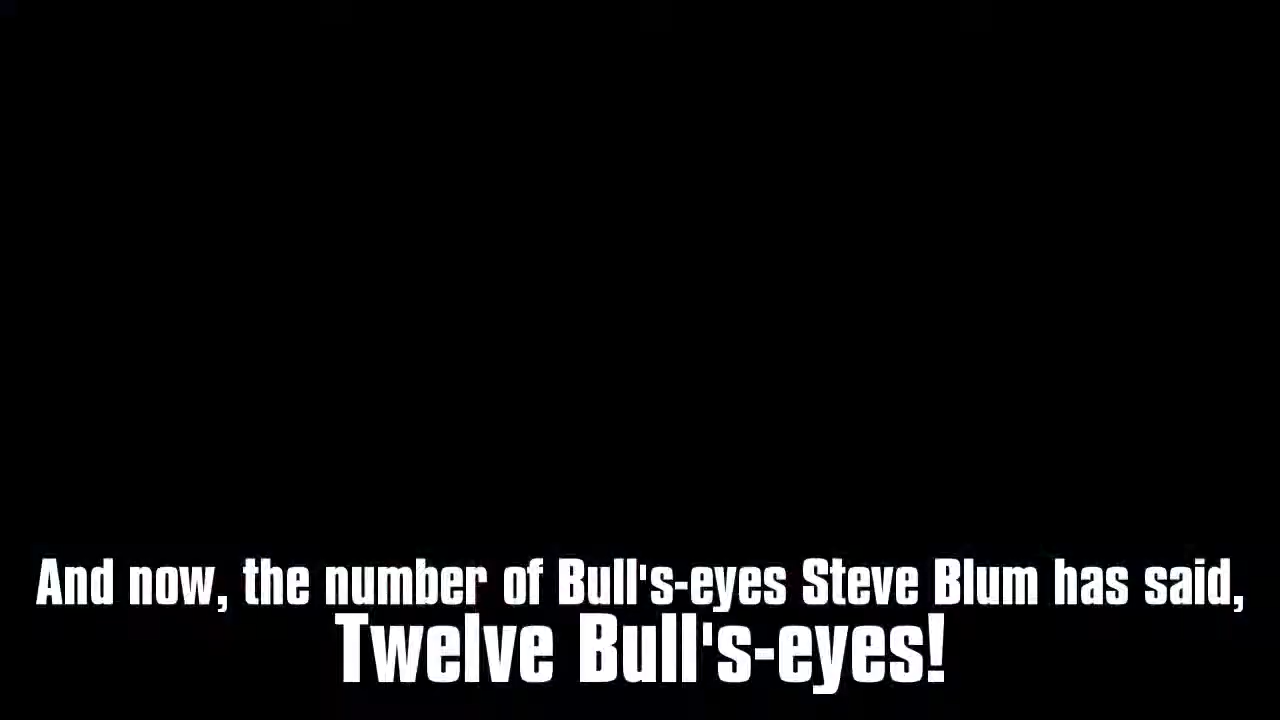 And now, the number of Bull's-eyes Steve Blum has said,
Twelve Bull's-eyes!